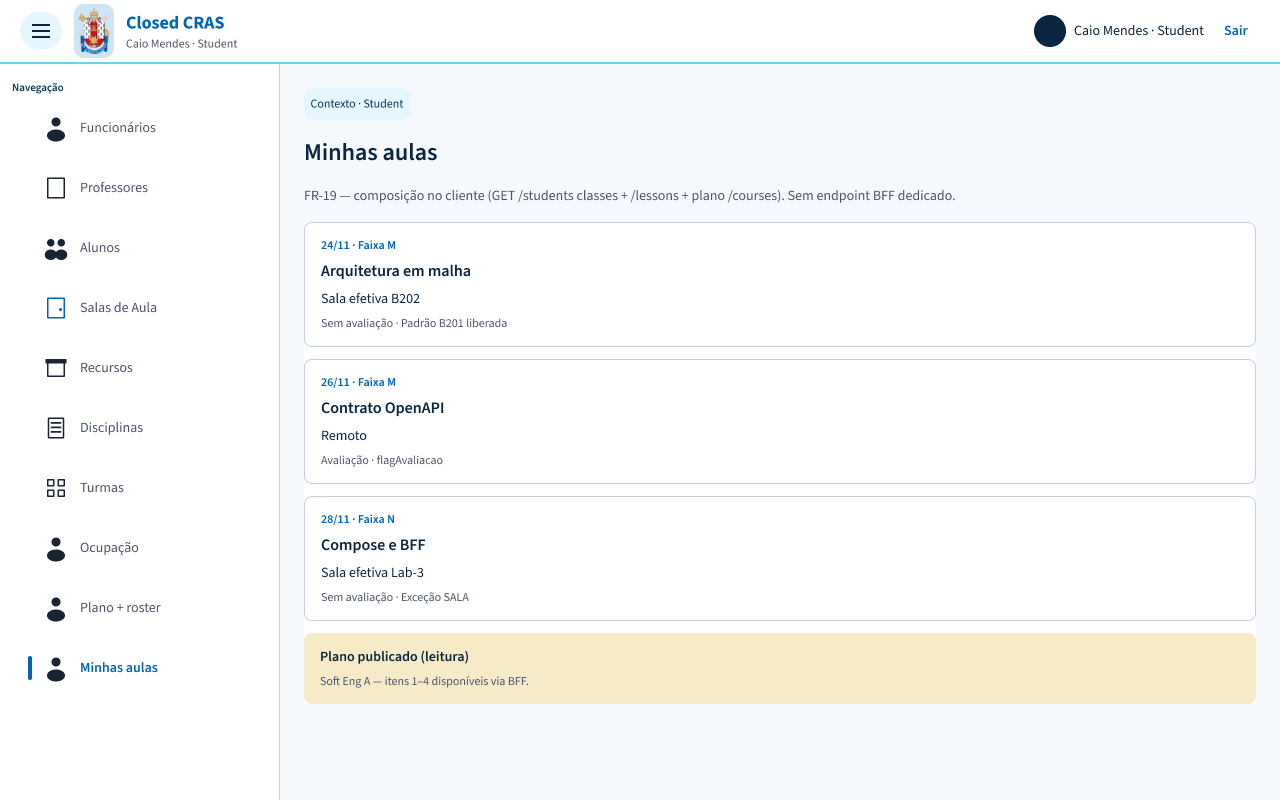 Closed CRAS
Caio Mendes · Student
Caio Mendes · Student
Sair
Navegação
Funcionários
Professores
Alunos
Salas de Aula
Recursos
Disciplinas
Turmas
Ocupação
Plano + roster
Minhas aulas
Contexto · Student
Minhas aulas
FR-19 — composição no cliente (GET /students classes + /lessons + plano /courses). Sem endpoint BFF dedicado.
24/11 · Faixa M
Arquitetura em malha
Sala efetiva B202
Sem avaliação · Padrão B201 liberada
26/11 · Faixa M
Contrato OpenAPI
Remoto
Avaliação · flagAvaliacao
28/11 · Faixa N
Compose e BFF
Sala efetiva Lab-3
Sem avaliação · Exceção SALA
Plano publicado (leitura)
Soft Eng A — itens 1–4 disponíveis via BFF.